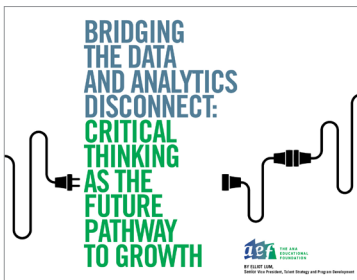 BRIDGING
THE DATA
AND ANALYTICS
DISCONNECT:
CRITICAL
THINKING
AS THE
FUTURE
PATHWAY
TO GROWTH
aef THE ANA
EDUCATIONAL
FOUNDATION
BY ELLIOT LUM,
Senior Vice President, Talent Strategy and Program Development